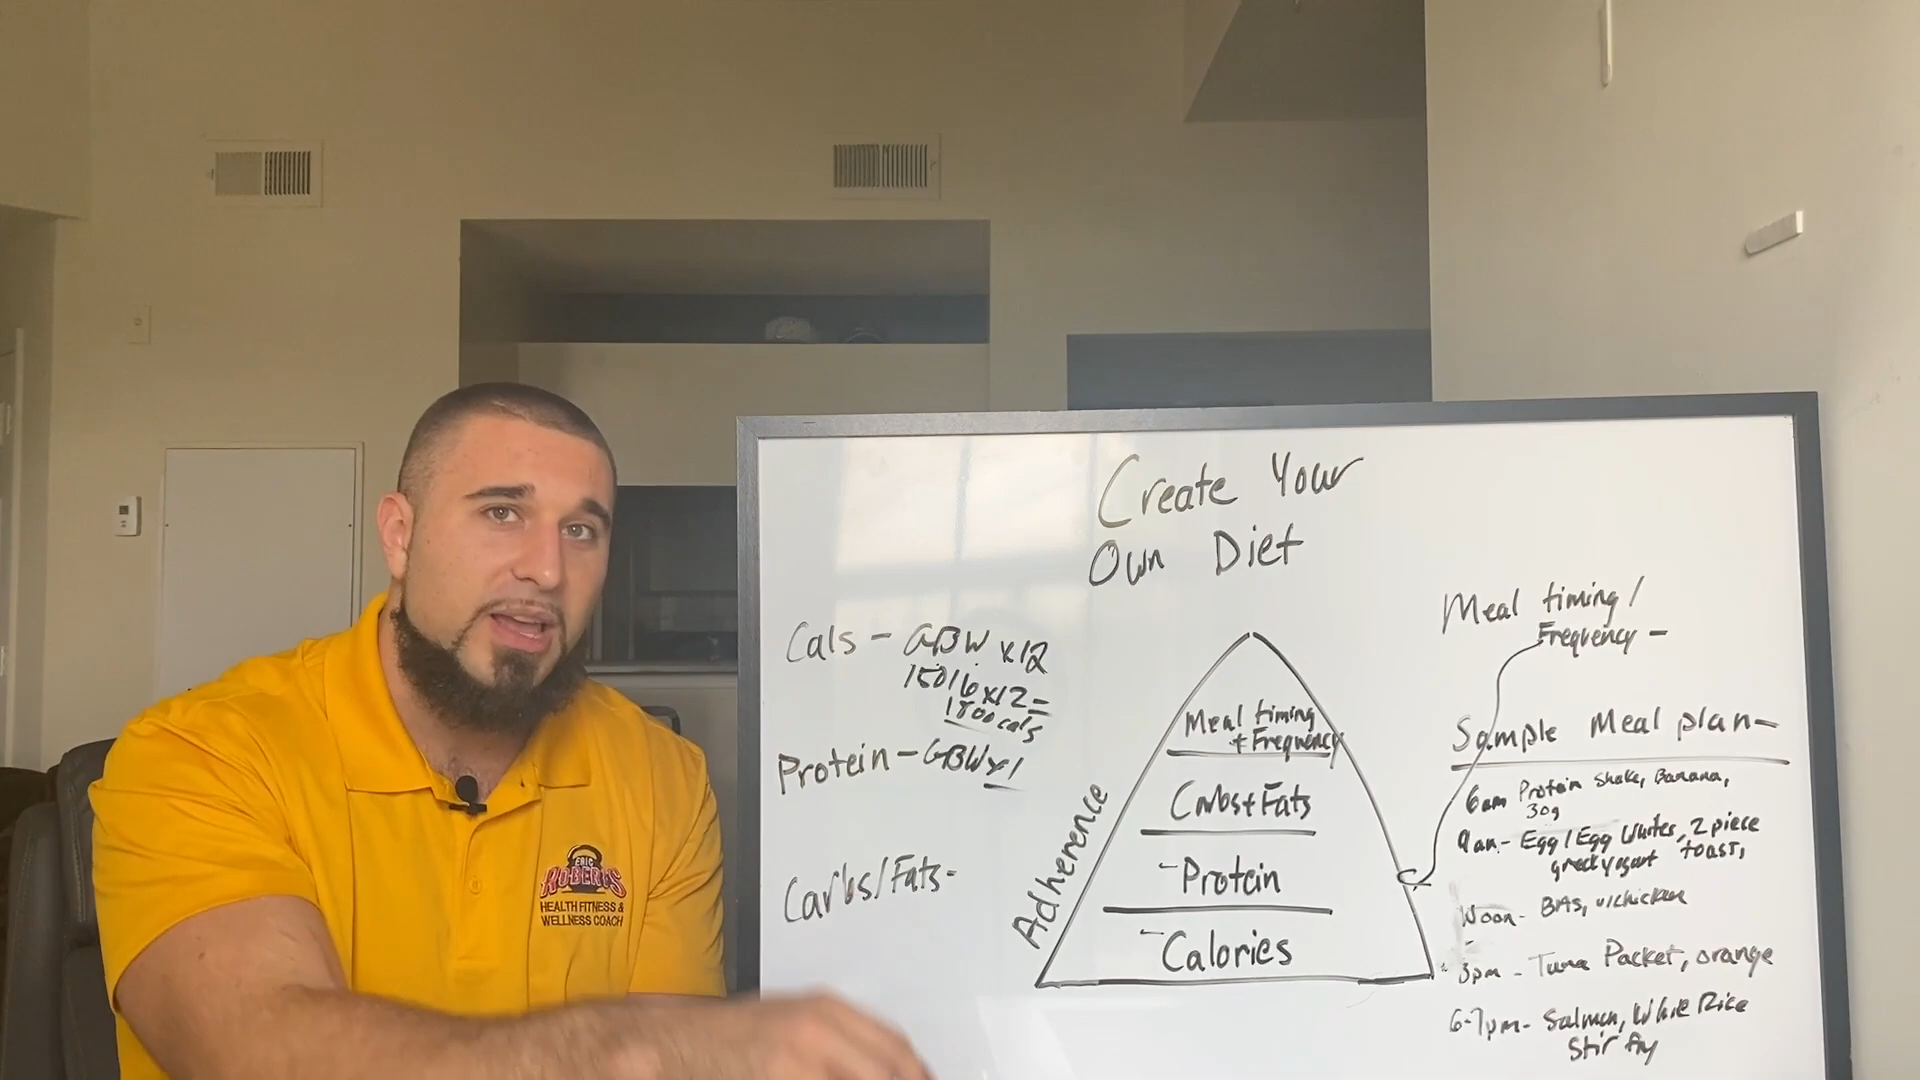 Create Your
Own Diet
Cals - GBW x12
150lb x12 =
1800 cals
Protein - GBW x1
Carbs/Fats -
Adherence
Meal timing
+ Frequency
Carbs + Fats
- Protein
- Calories
Meal timing/
Frequency -
Sample Meal plan -
6am Protein Shake, Banana,
30g
9am - Egg/Egg Whites, 2 piece
greek yogurt toast,
Noon - BAS, w/chicken
3pm - Tuna Packet, orange
6-7pm - Salmon, White Rice
Stir fry
ERIC
ROBERTS
HEALTH FITNESS &
WELLNESS COACH